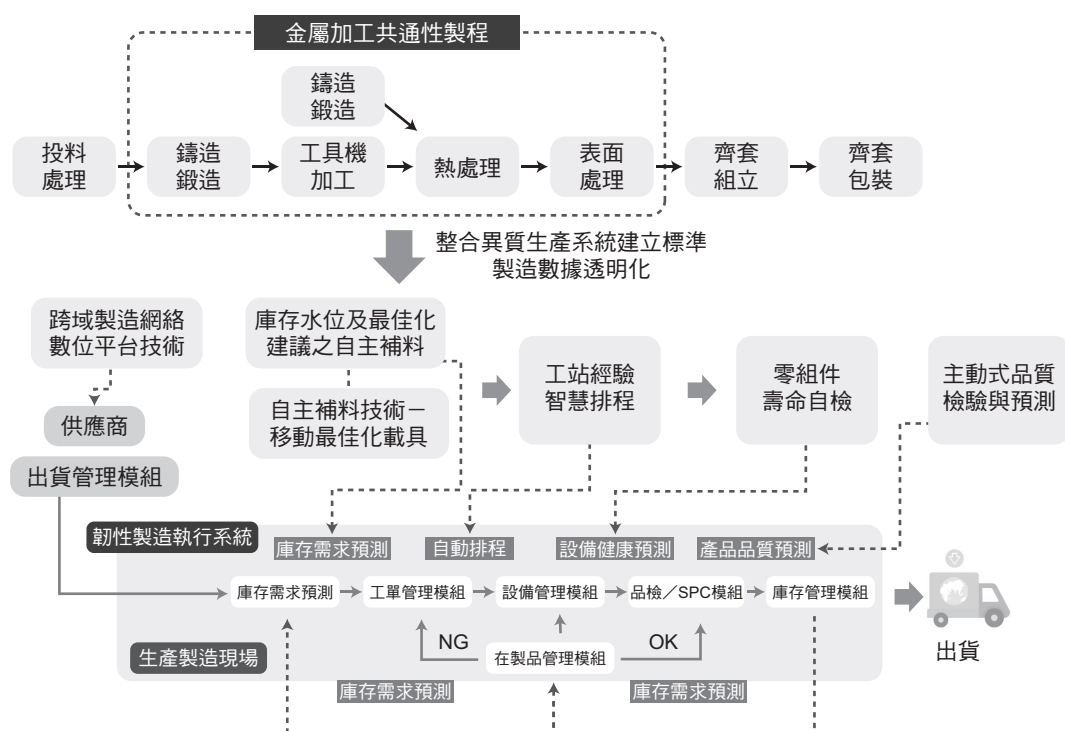 金屬加工共通性製程
鑄造
鍛造
投料
處理
鑄造
鍛造
工具機
加工
熱處理
表面
處理
齊套
組立
齊套
包裝
整合異質生產系統建立標準
製造數據透明化
跨域製造網絡
數位平台技術
供應商
出貨管理模組
庫存水位及最佳化
建議之自主補料
自主補料技術－
移動最佳化載具
工站經驗
智慧排程
零組件
壽命自檢
主動式品質
檢驗與預測
韌性製造執行系統
庫存需求預測
自動排程
設備健康預測
產品品質預測
庫存需求預測
工單管理模組
設備管理模組
品檢／SPC模組
庫存管理模組
出貨
生產製造現場
NG
在製品管理模組
OK
庫存需求預測
庫存需求預測